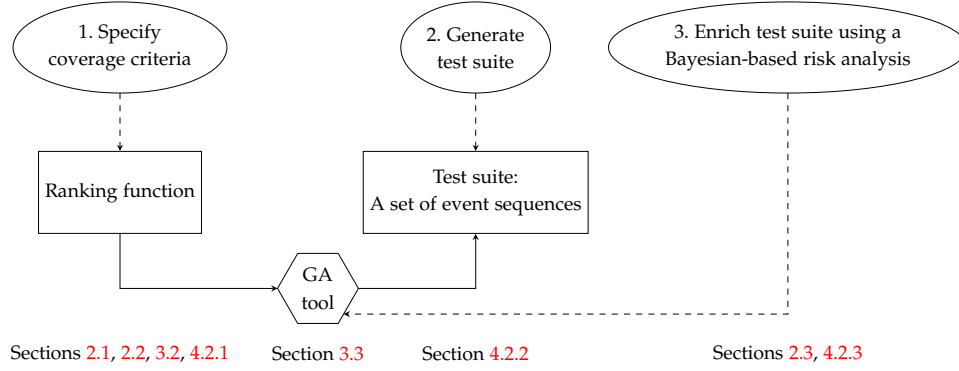 1. Specify
coverage criteria
2. Generate
test suite
3. Enrich test suite using a
Bayesian-based risk analysis
Ranking function
Test suite:
A set of event sequences
GA
tool
Sections 2.1, 2.2, 3.2, 4.2.1
Section 3.3
Section 4.2.2
Sections 2.3, 4.2.3